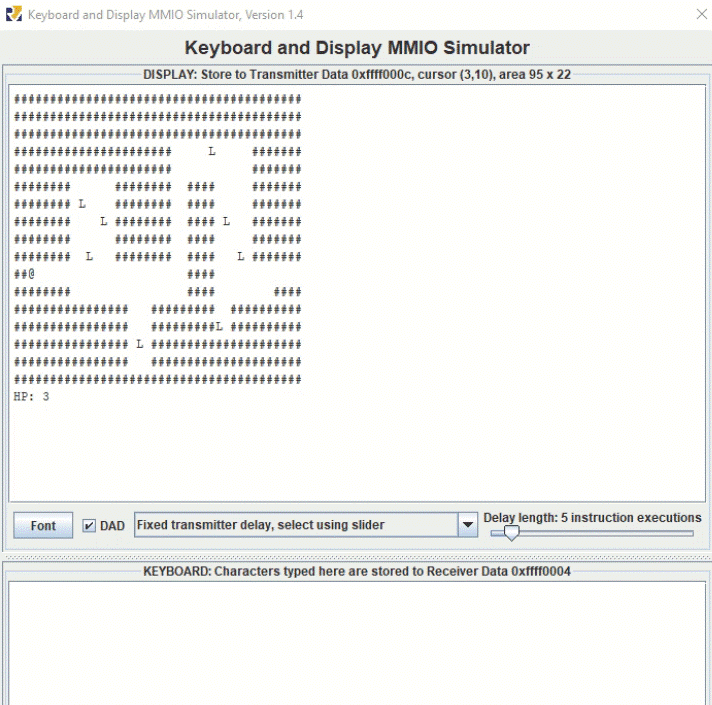 Keyboard and Display MMIO Simulator, Version 1.4
Keyboard and Display MMIO Simulator
DISPLAY: Store to Transmitter Data 0xffff000c, cursor (3,10), area 95 x 22
########################################
########################################
########################################
######################     L     #######
######################           #######
########      ########  ####     #######
######## L    ########  ####     #######
########    L ########  #### L   #######
########      ########  ####     #######
########  L   ########  ####   L #######
##@                     ####
########                ####        ####
################   #########  ##########
################   #########L ##########
################ L #####################
################   #####################
########################################
HP: 3
Font
DAD
Fixed transmitter delay, select using slider
Delay length: 5 instruction executions
KEYBOARD: Characters typed here are stored to Receiver Data 0xffff0004